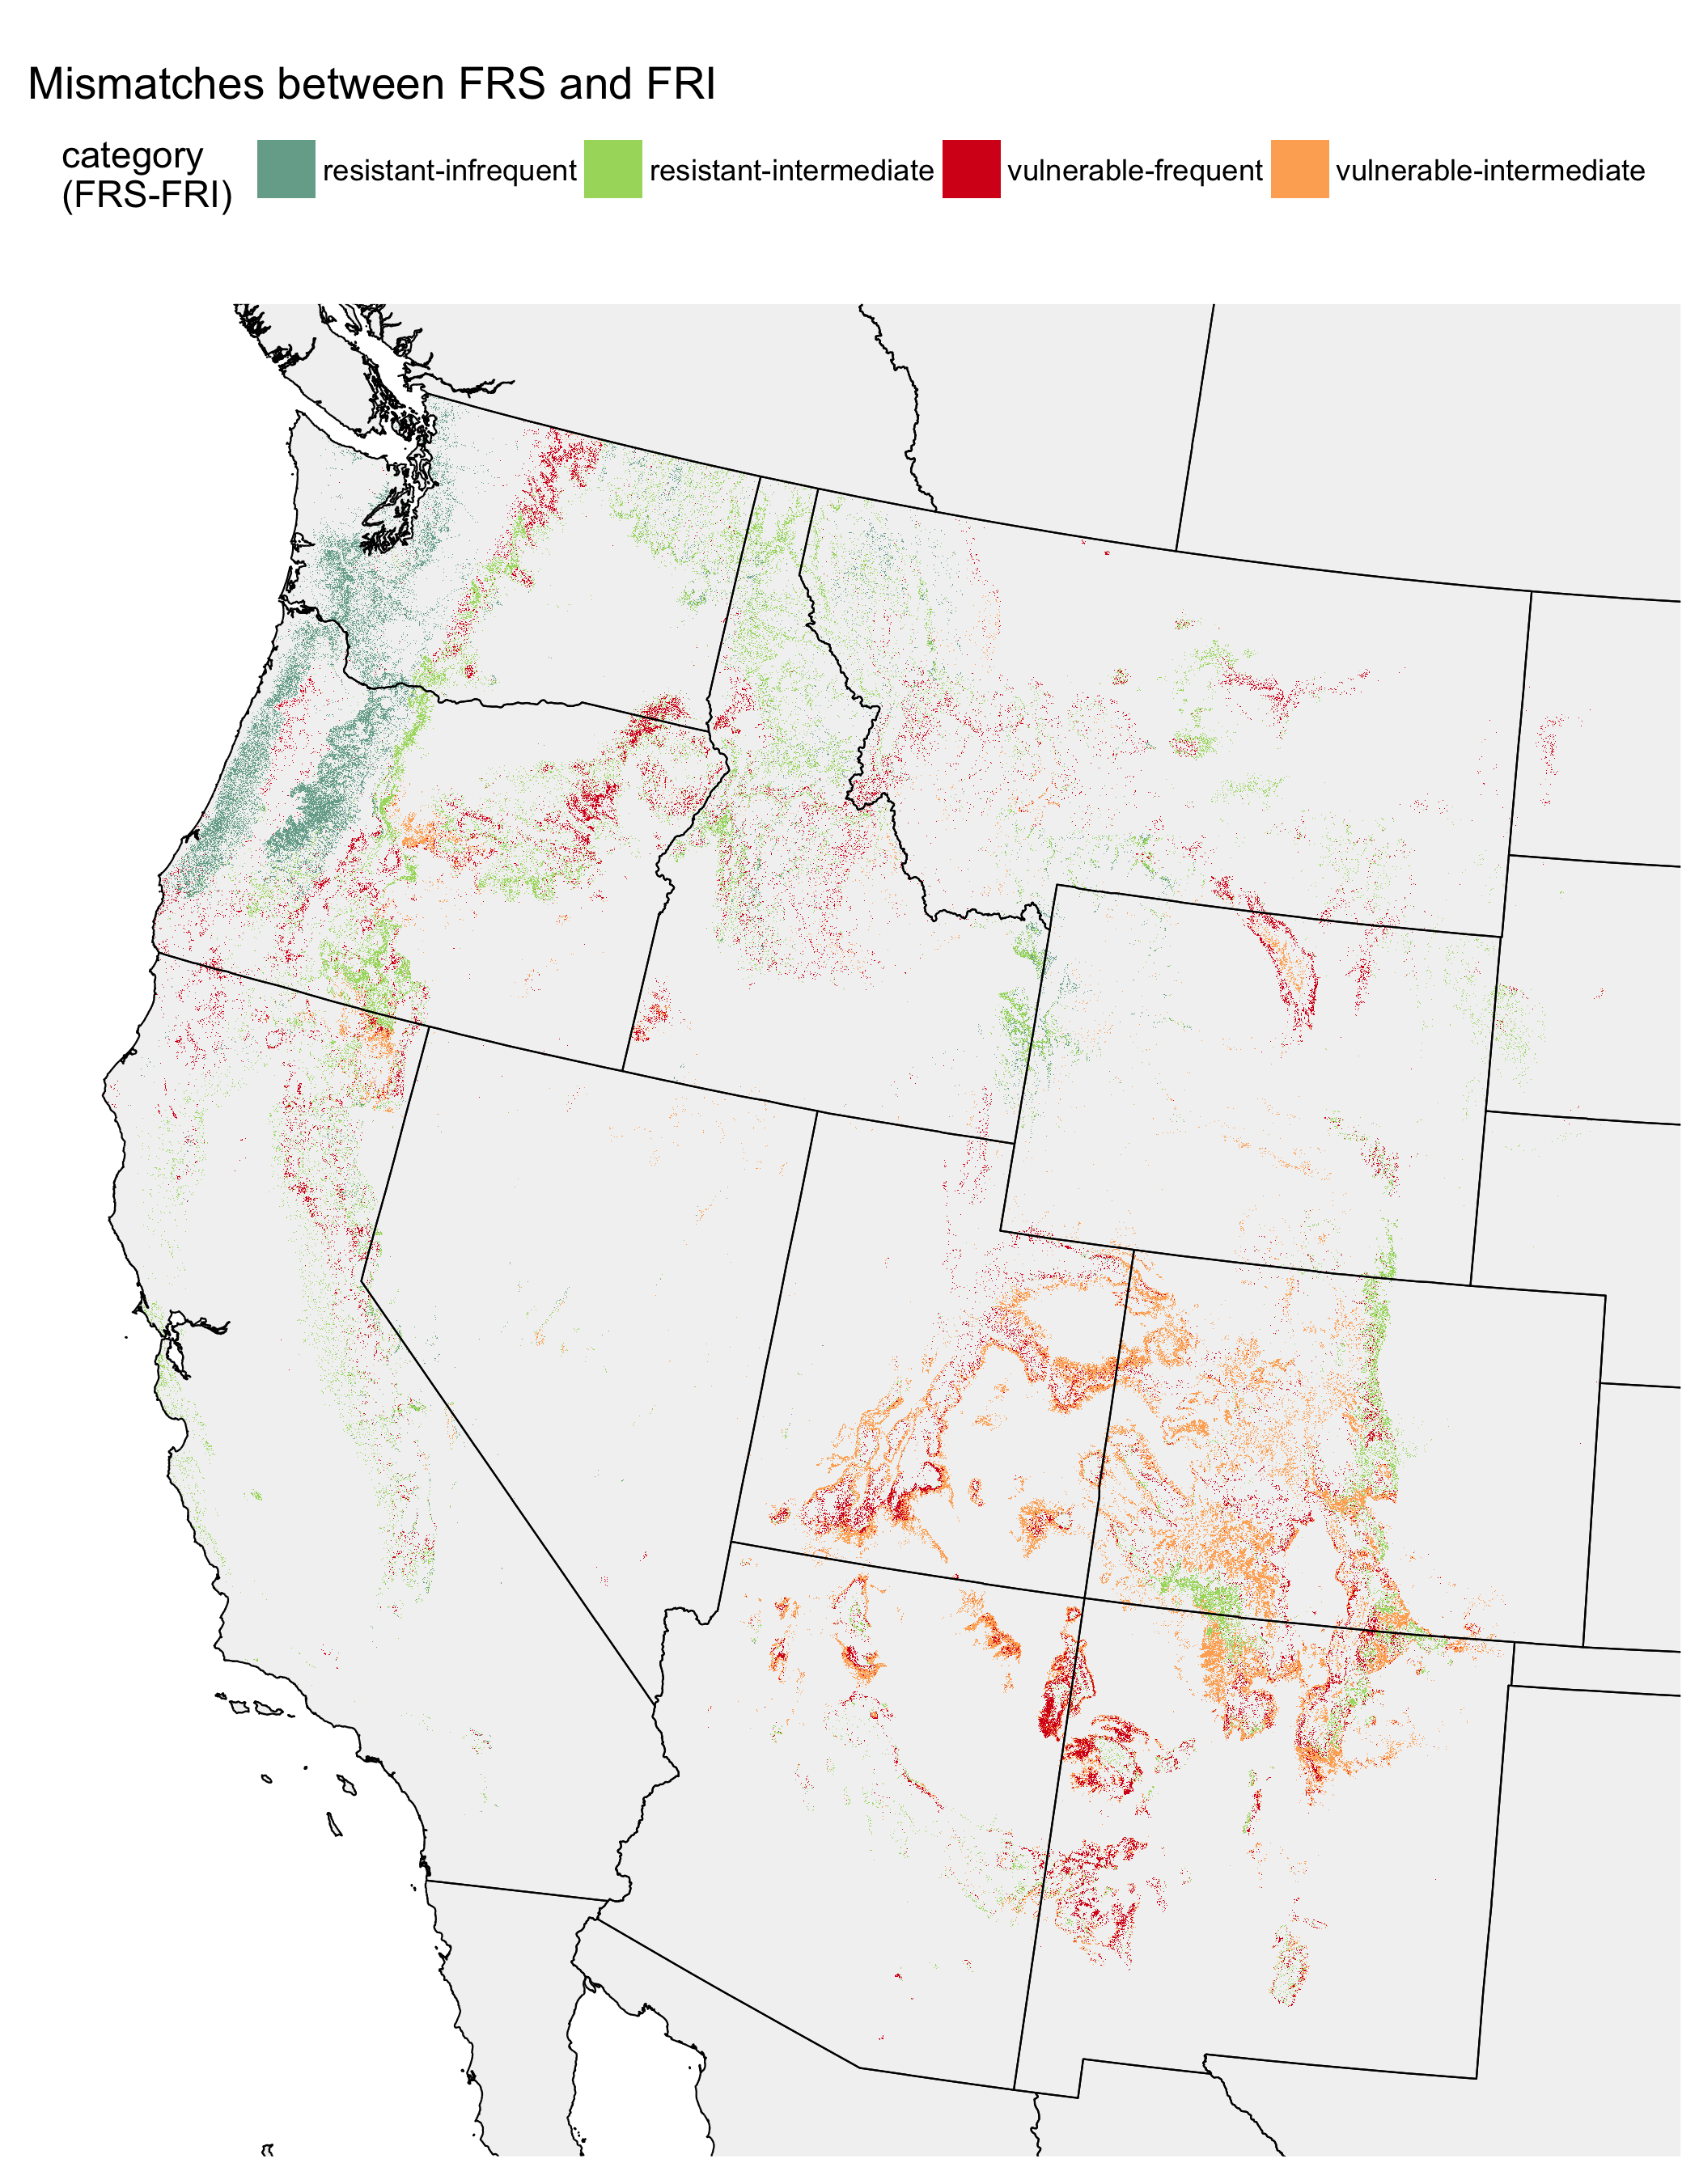 Mismatches between FRS and FRI
category
(FRS-FRI)
resistant-infrequent
resistant-intermediate
vulnerable-frequent
vulnerable-intermediate